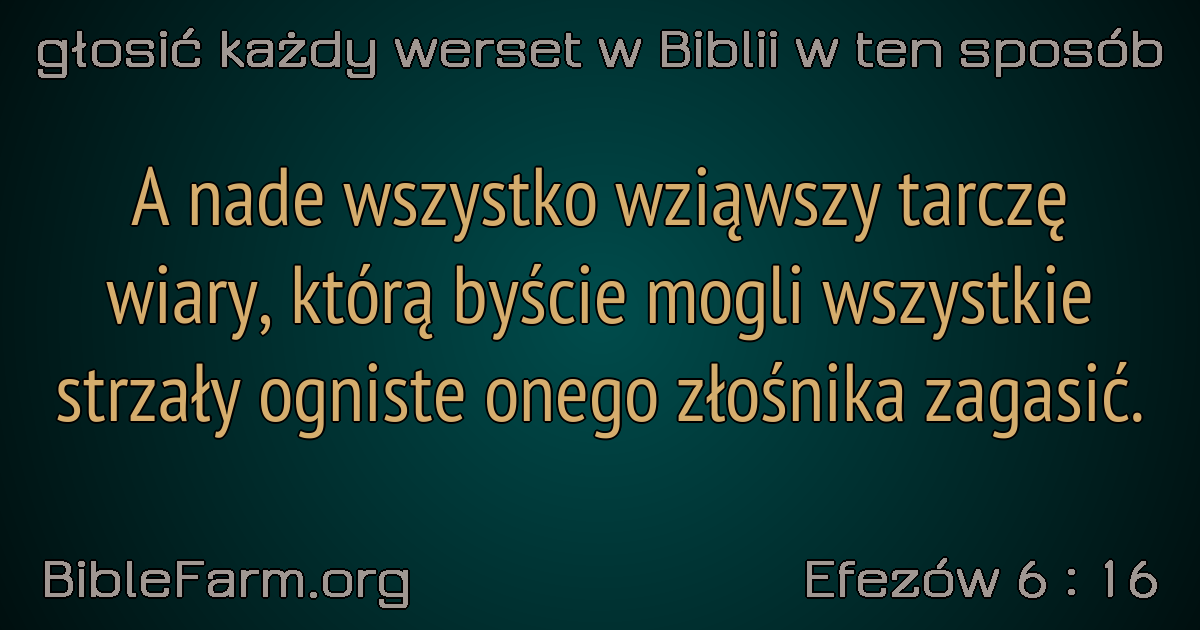 głosić każdy werset w Biblii w ten sposób
A nade wszystko wziąwszy tarczę
wiary, którą byście mogli wszystkie
strzały ogniste onego złośnika zagasić.
BibleFarm.org
Efezów 6 : 16